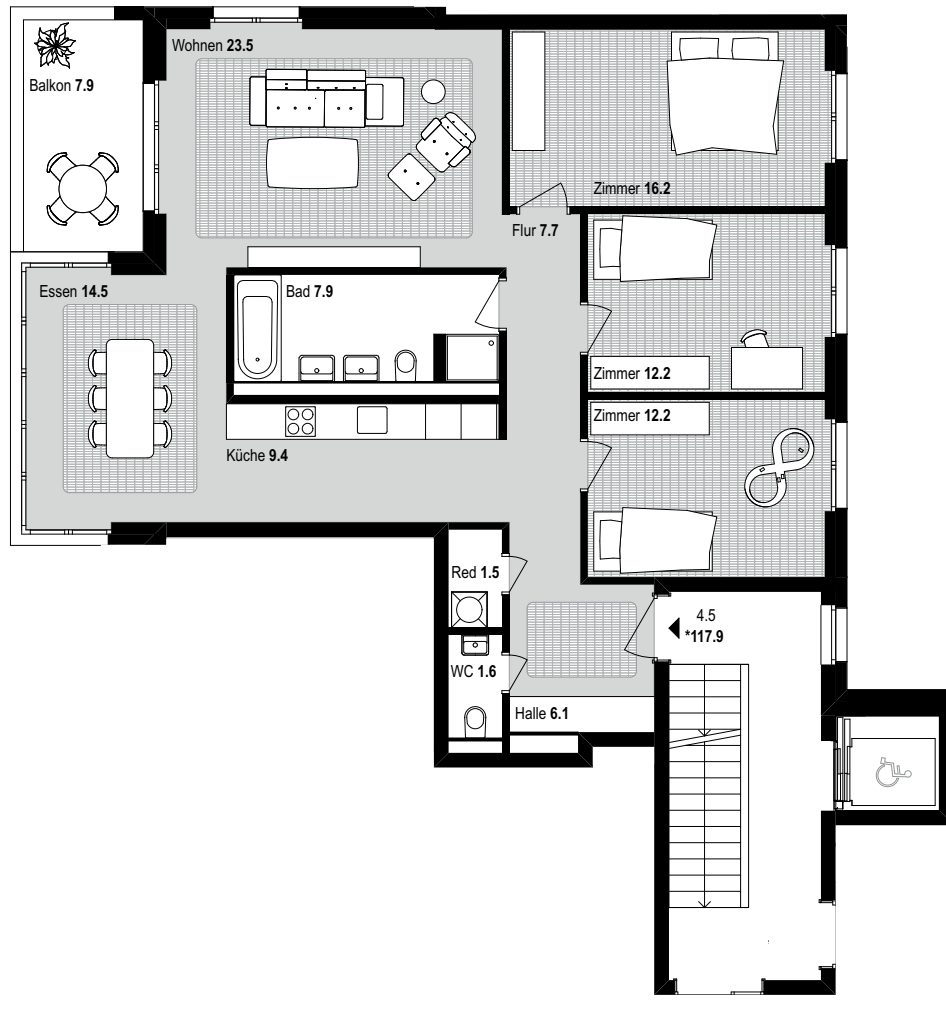 Wohnen 23.5
Balkon 7.9
Zimmer 16.2
Flur 7.7
Essen 14.5
Bad 7.9
Zimmer 12.2
Zimmer 12.2
Küche 9.4
Red 1.5
4.5
*117.9
WC 1.6
Halle 6.1